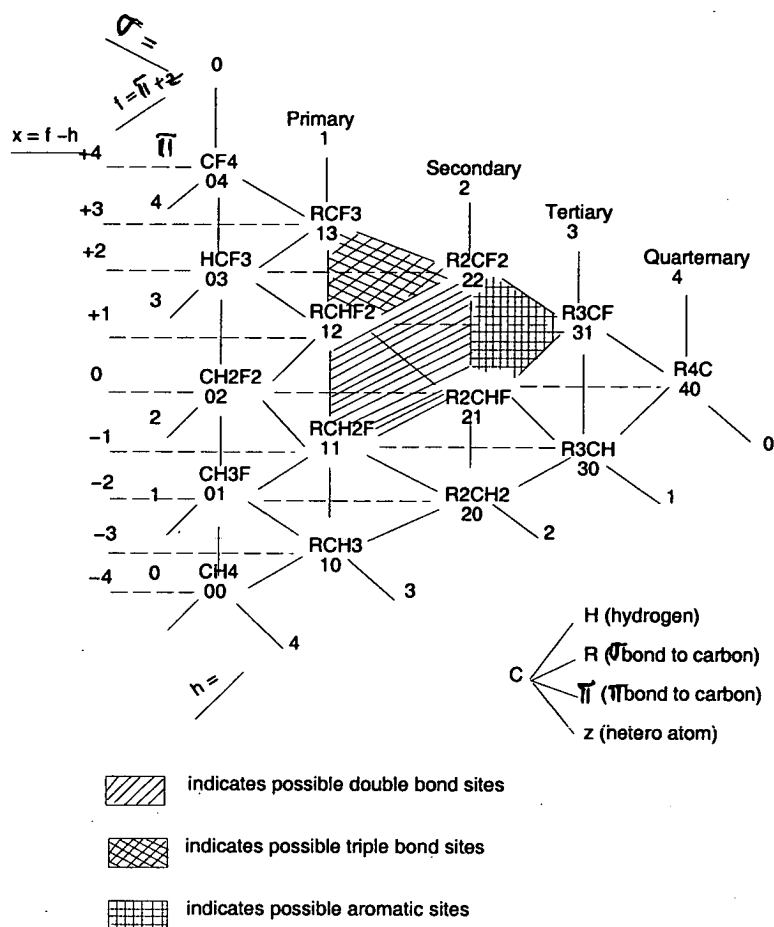 σ =
0
f = π + z
Primary
1
x = f -h
π
+4
CF4
04
Secondary
2
4
+3
RCF3
13
Tertiary
3
+2
HCF3
03
R2CF2
22
Quarternary
4
3
+1
RCHF2
12
R3CF
31
0
CH2F2
02
R4C
40
R2CHF
21
2
RCH2F
11
0
−1
R3CH
30
CH3F
01
−2
1
R2CH2
20
1
−3
RCH3
10
2
0
CH4
00
−4
3
4
h =
H (hydrogen)
R (σ bond to carbon)
C
π (π bond to carbon)
z (hetero atom)
indicates possible double bond sites
indicates possible triple bond sites
indicates possible aromatic sites